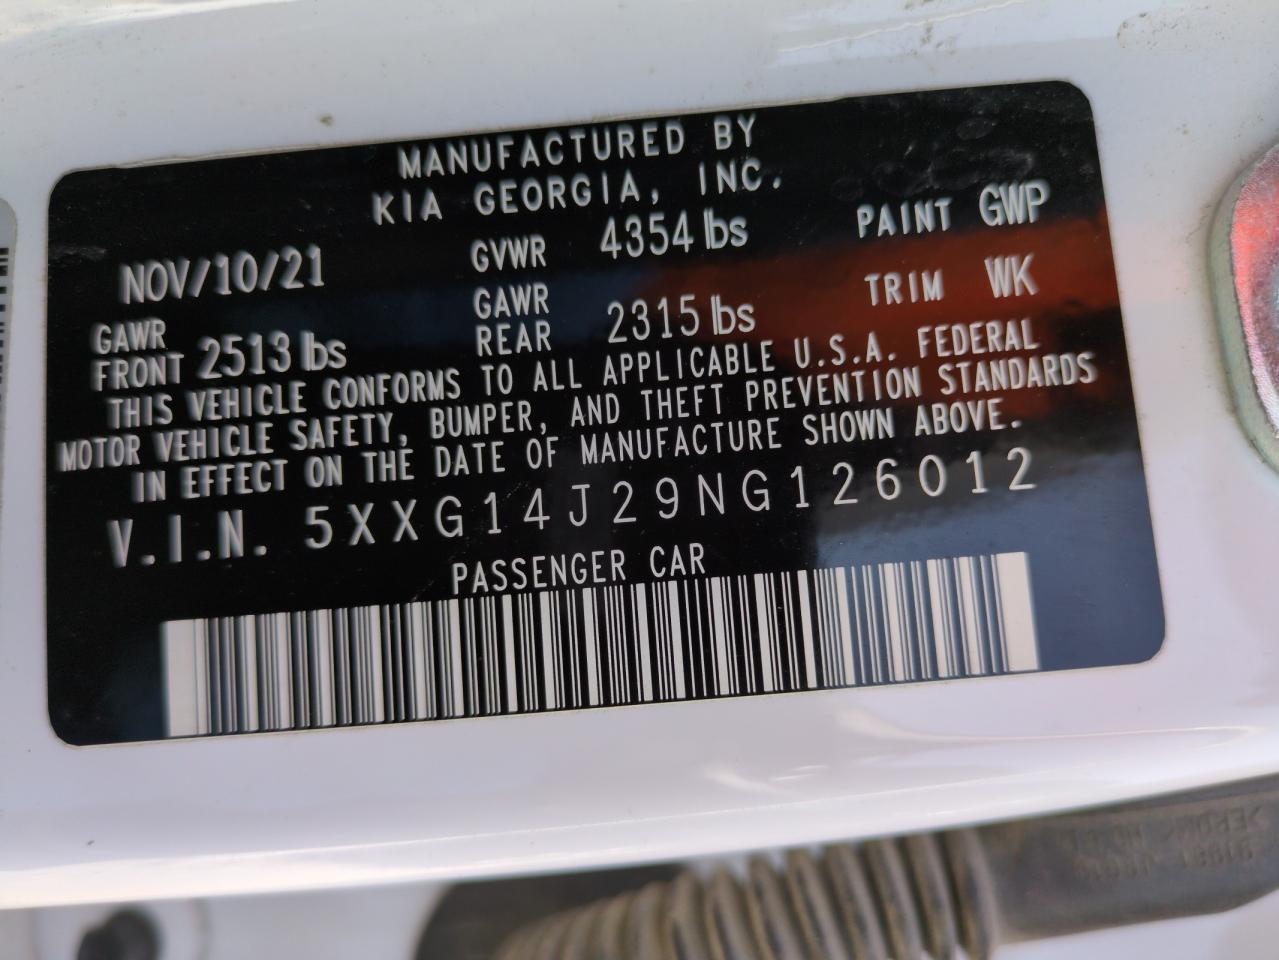 MANUFACTURED BY
KIA GEORGIA, INC.
NOV/10/21 GVWR 4354 lbs PAINT GWP
GAWR FRONT 2513 lbs GAWR REAR 2315 lbs TRIM WK
THIS VEHICLE CONFORMS TO ALL APPLICABLE U.S.A. FEDERAL
MOTOR VEHICLE SAFETY, BUMPER, AND THEFT PREVENTION STANDARDS
IN EFFECT ON THE DATE OF MANUFACTURE SHOWN ABOVE.
V.I.N. 5XXG14J29NG126012
PASSENGER CAR